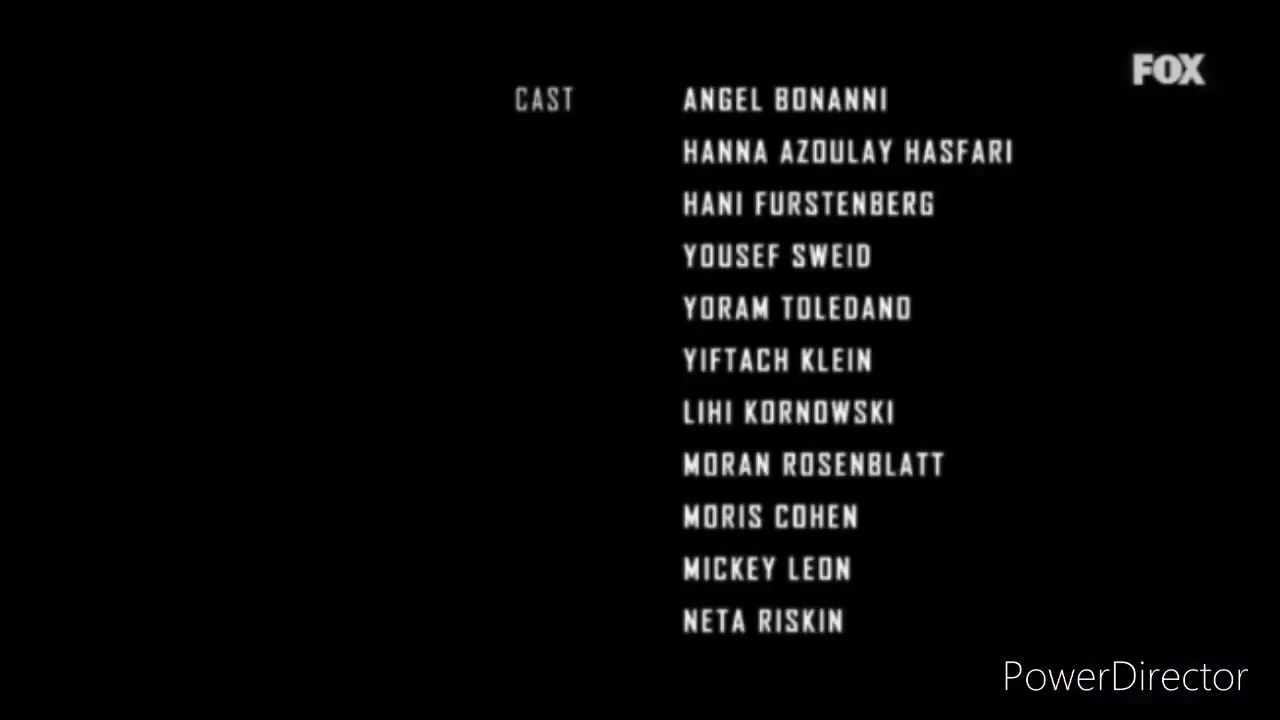 FOX
CAST ANGEL BONANNI
HANNA AZOULAY HASFARI
HANI FURSTENBERG
YOUSEF SWEID
YORAM TOLEDANO
YIFTACH KLEIN
LIHI KORNOWSKI
MORAN ROSENBLATT
MORIS COHEN
MICKEY LEON
NETA RISKIN
PowerDirector